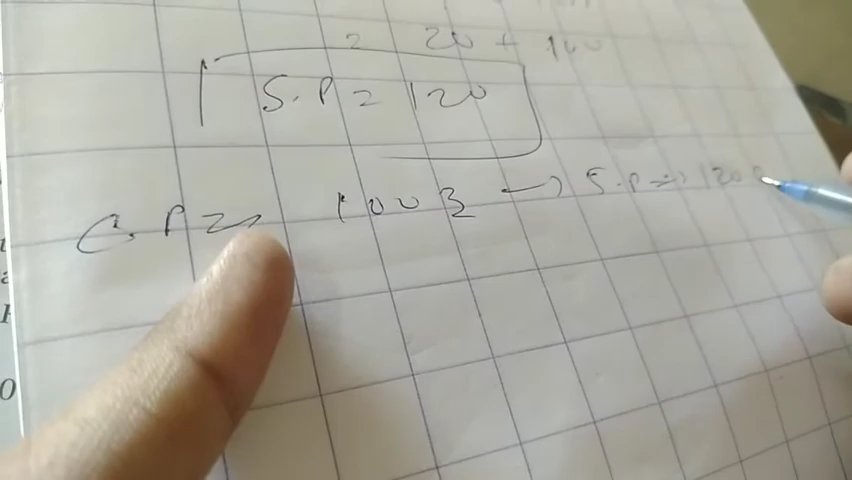 = 20 + 100
S.P = 120
C.P = 100 → S.P = 120